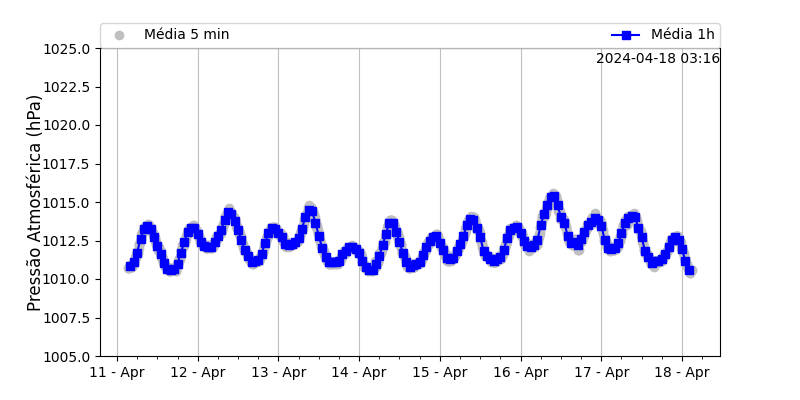 Média 5 min
Média 1h
2024-04-18 03:16
Pressão Atmosférica (hPa)
1025.0
1022.5
1020.0
1017.5
1015.0
1012.5
1010.0
1007.5
1005.0
11 - Apr
12 - Apr
13 - Apr
14 - Apr
15 - Apr
16 - Apr
17 - Apr
18 - Apr